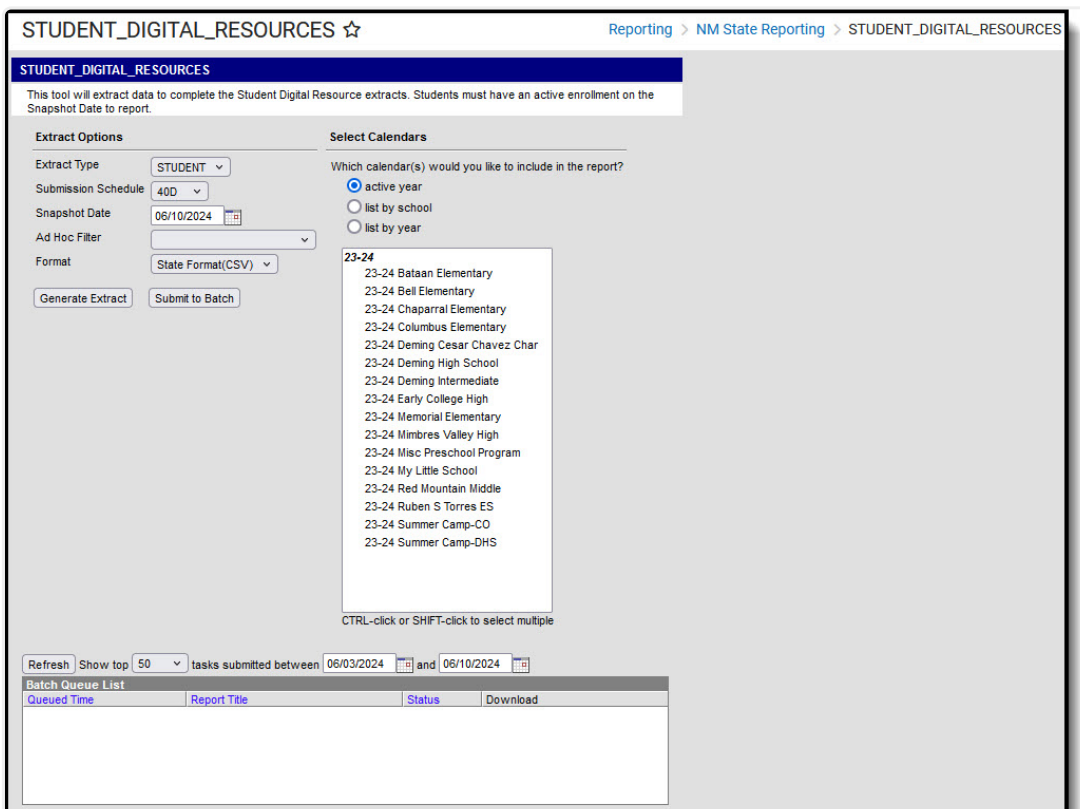 STUDENT_DIGITAL_RESOURCES ☆
Reporting > NM State Reporting > STUDENT_DIGITAL_RESOURCES
STUDENT_DIGITAL_RESOURCES
This tool will extract data to complete the Student Digital Resource extracts. Students must have an active enrollment on the
Snapshot Date to report.
Extract Options
Extract Type STUDENT
Submission Schedule 40D
Snapshot Date 06/10/2024
Ad Hoc Filter
Format State Format(CSV)
Generate Extract Submit to Batch
Select Calendars
Which calendar(s) would you like to include in the report?
active year
list by school
list by year
23-24
23-24 Bataan Elementary
23-24 Bell Elementary
23-24 Chaparral Elementary
23-24 Columbus Elementary
23-24 Deming Cesar Chavez Char
23-24 Deming High School
23-24 Deming Intermediate
23-24 Early College High
23-24 Memorial Elementary
23-24 Mimbres Valley High
23-24 Misc Preschool Program
23-24 My Little School
23-24 Red Mountain Middle
23-24 Ruben S Torres ES
23-24 Summer Camp-CO
23-24 Summer Camp-DHS
CTRL-click or SHIFT-click to select multiple
Refresh Show top 50 tasks submitted between 06/03/2024 and 06/10/2024
Batch Queue List
Queued Time Report Title Status Download